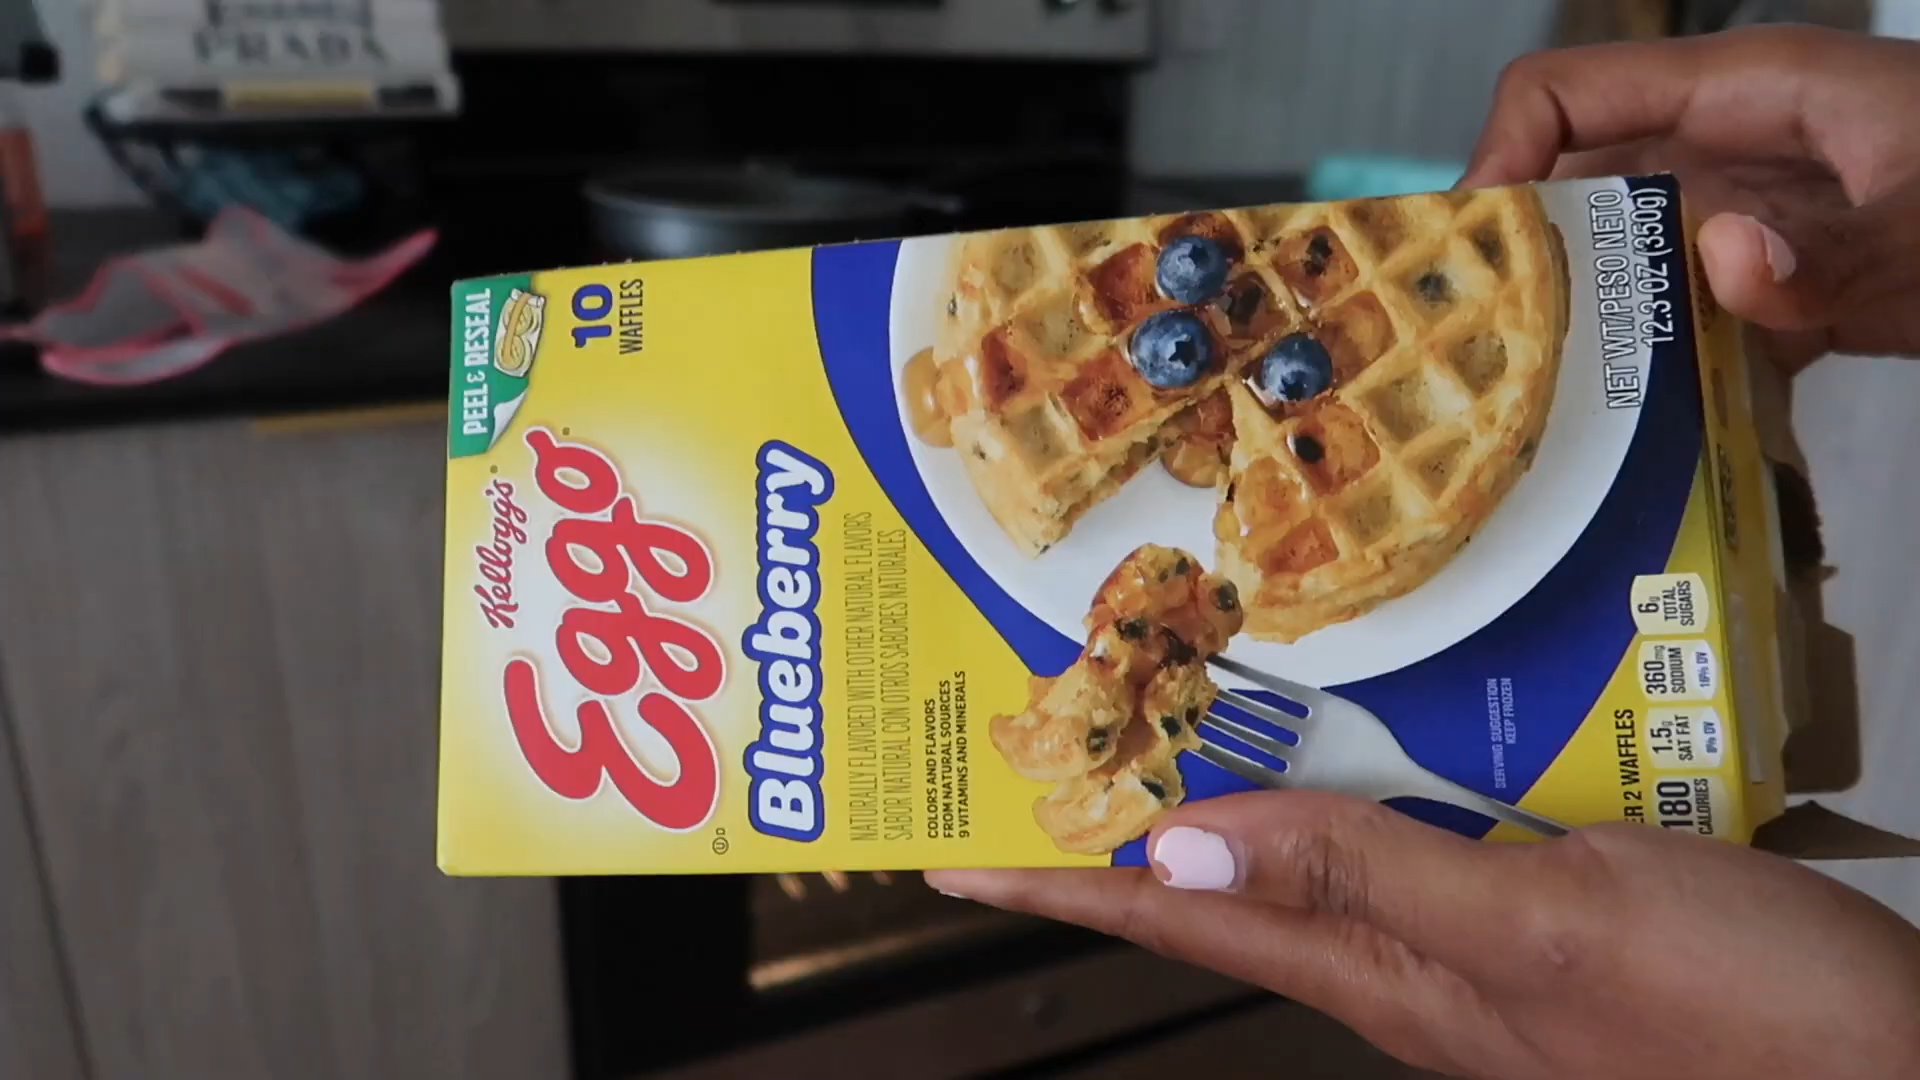 PEEL & RESEAL
10
WAFFLES
Kellogg's
Eggo
Blueberry
NATURALLY FLAVORED WITH OTHER NATURAL FLAVORS
SABOR NATURAL CON OTROS SABORES NATURALES
COLORS AND FLAVORS
FROM NATURAL SOURCES
9 VITAMINS AND MINERALS
SERVING SUGGESTION
KEEP FROZEN
NET WT/PESO NETO
12.3 OZ (350g)
ER 2 WAFFLES
180
CALORIES
1.5g
SAT FAT
8% DV
360mg
SODIUM
16% DV
6g
TOTAL
SUGARS
PRADA